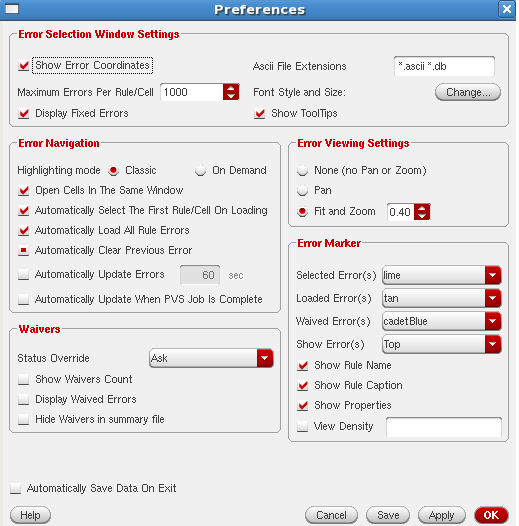 Preferences
Error Selection Window Settings
Show Error Coordinates
Ascii File Extensions
*.ascii *.db
Maximum Errors Per Rule/Cell
1000
Font Style and Size:
Change...
Display Fixed Errors
Show ToolTips
Error Navigation
Highlighting mode
Classic
On Demand
Open Cells In The Same Window
Automatically Select The First Rule/Cell On Loading
Automatically Load All Rule Errors
Automatically Clear Previous Error
Automatically Update Errors
60
sec
Automatically Update When PVS Job Is Complete
Waivers
Status Override
Ask
Show Waivers Count
Display Waived Errors
Hide Waivers in summary file
Error Viewing Settings
None (no Pan or Zoom)
Pan
Fit and Zoom
0.40
Error Marker
Selected Error(s)
lime
Loaded Error(s)
tan
Waived Error(s)
cadetBlue
Show Error(s)
Top
Show Rule Name
Show Rule Caption
Show Properties
View Density
Automatically Save Data On Exit
Help
Cancel
Save
Apply
OK